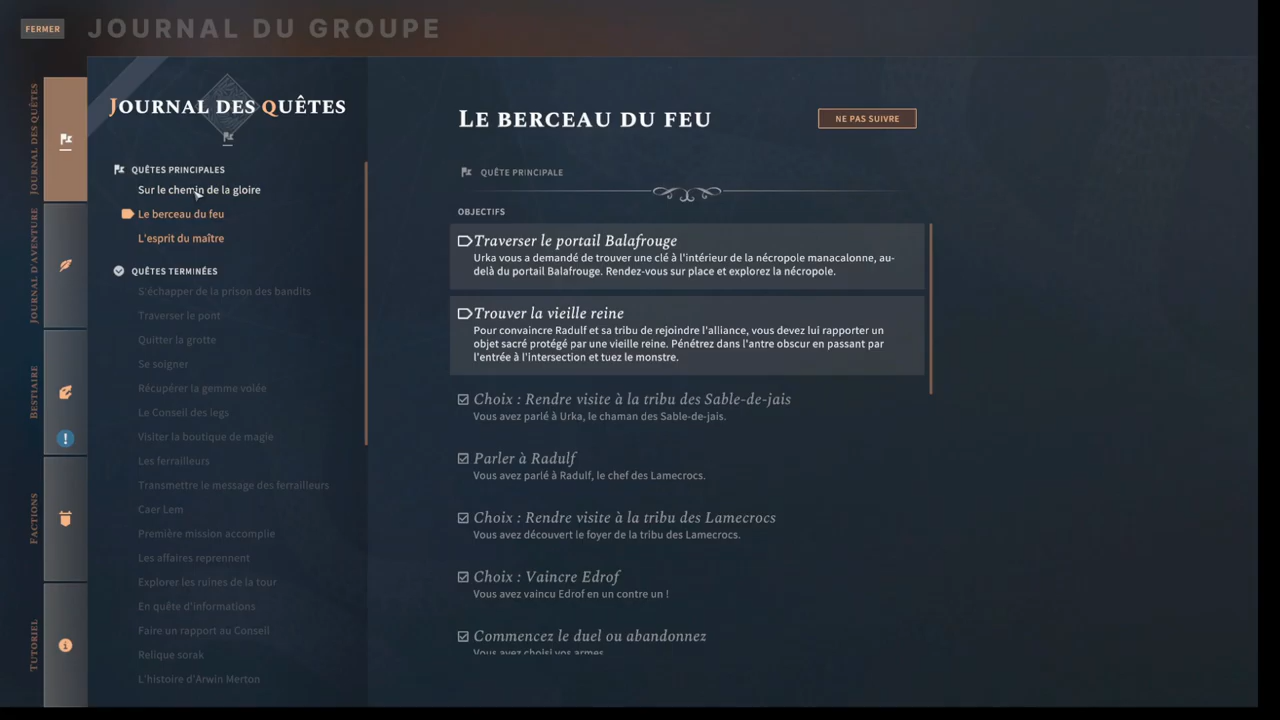 FERMER
JOURNAL DU GROUPE
JOURNAL DES QUÊTES
JOURNAL D'AVENTURE
BESTIAIRE
FACTIONS
TUTORIEL
JOURNAL DES QUÊTES
QUÊTES PRINCIPALES
Sur le chemin de la gloire
Le berceau du feu
L'esprit du maître
QUÊTES TERMINÉES
S'échapper de la prison des bandits
Traverser le pont
Quitter la grotte
Se soigner
Récupérer la gemme volée
Le Conseil des legs
Visiter la boutique de magie
Les ferrailleurs
Transmettre le message des ferrailleurs
Caer Lem
Première mission accomplie
Les affaires reprennent
Explorer les ruines de la tour
En quête d'informations
Faire un rapport au Conseil
Relique sorak
L'histoire d'Arwin Merton
LE BERCEAU DU FEU
NE PAS SUIVRE
QUÊTE PRINCIPALE
OBJECTIFS
Traverser le portail Balafrouge
Urka vous a demandé de trouver une clé à l'intérieur de la nécropole manacalonne, au-
delà du portail Balafrouge. Rendez-vous sur place et explorez la nécropole.
Trouver la vieille reine
Pour convaincre Radulf et sa tribu de rejoindre l'alliance, vous devez lui rapporter un
objet sacré protégé par une vieille reine. Pénétrez dans l'antre obscur en passant par
l'entrée à l'intersection et tuez le monstre.
Choix : Rendre visite à la tribu des Sable-de-jais
Vous avez parlé à Urka, le chaman des Sable-de-jais.
Parler à Radulf
Vous avez parlé à Radulf, le chef des Lamecrocs.
Choix : Rendre visite à la tribu des Lamecrocs
Vous avez découvert le foyer de la tribu des Lamecrocs.
Choix : Vaincre Edrof
Vous avez vaincu Edrof en un contre un !
Commencez le duel ou abandonnez
Vous avez choisi vos armes.